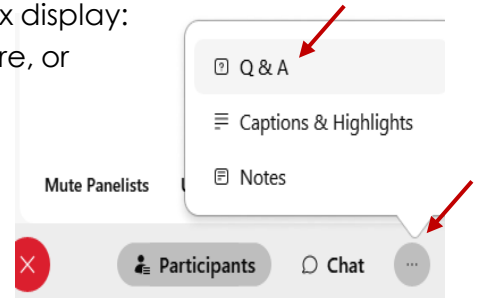 x display:
re, or
Q & A
Captions & Highlights
Notes
Mute Panelists
Participants
Chat